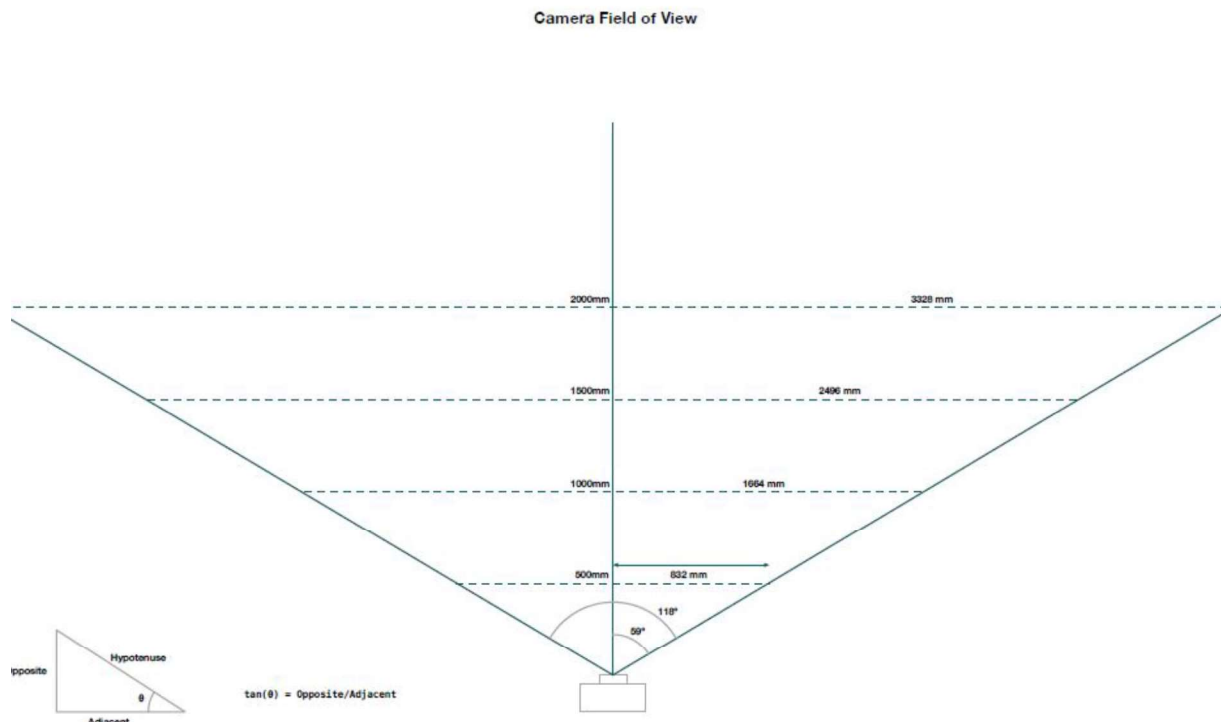 Camera Field of View
2000mm
3328 mm
1500mm
2496 mm
1000mm
1664 mm
500mm
832 mm
118°
59°
Hypotenuse
pposite
θ
tan(θ) = Opposite/Adjacent
Adjacent